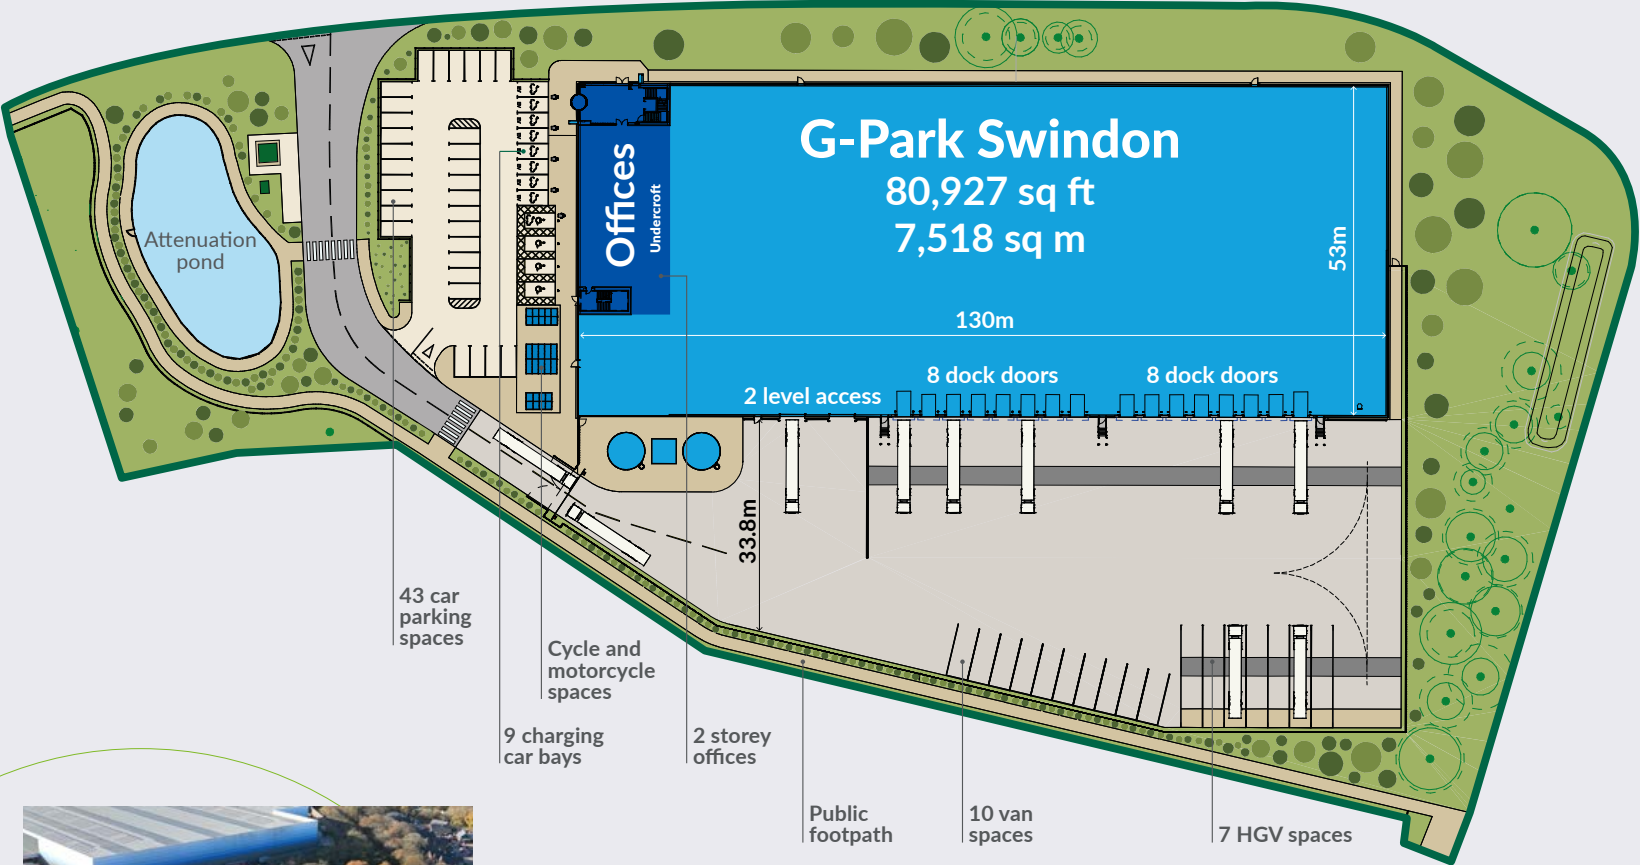 G-Park Swindon
80,927 sq ft
7,518 sq m
Offices
Undercroft
53m
130m
Attenuation
pond
2 level access
8 dock doors
8 dock doors
33.8m
43 car
parking
spaces
Cycle and
motorcycle
spaces
9 charging
car bays
2 storey
offices
Public
footpath
10 van
spaces
7 HGV spaces